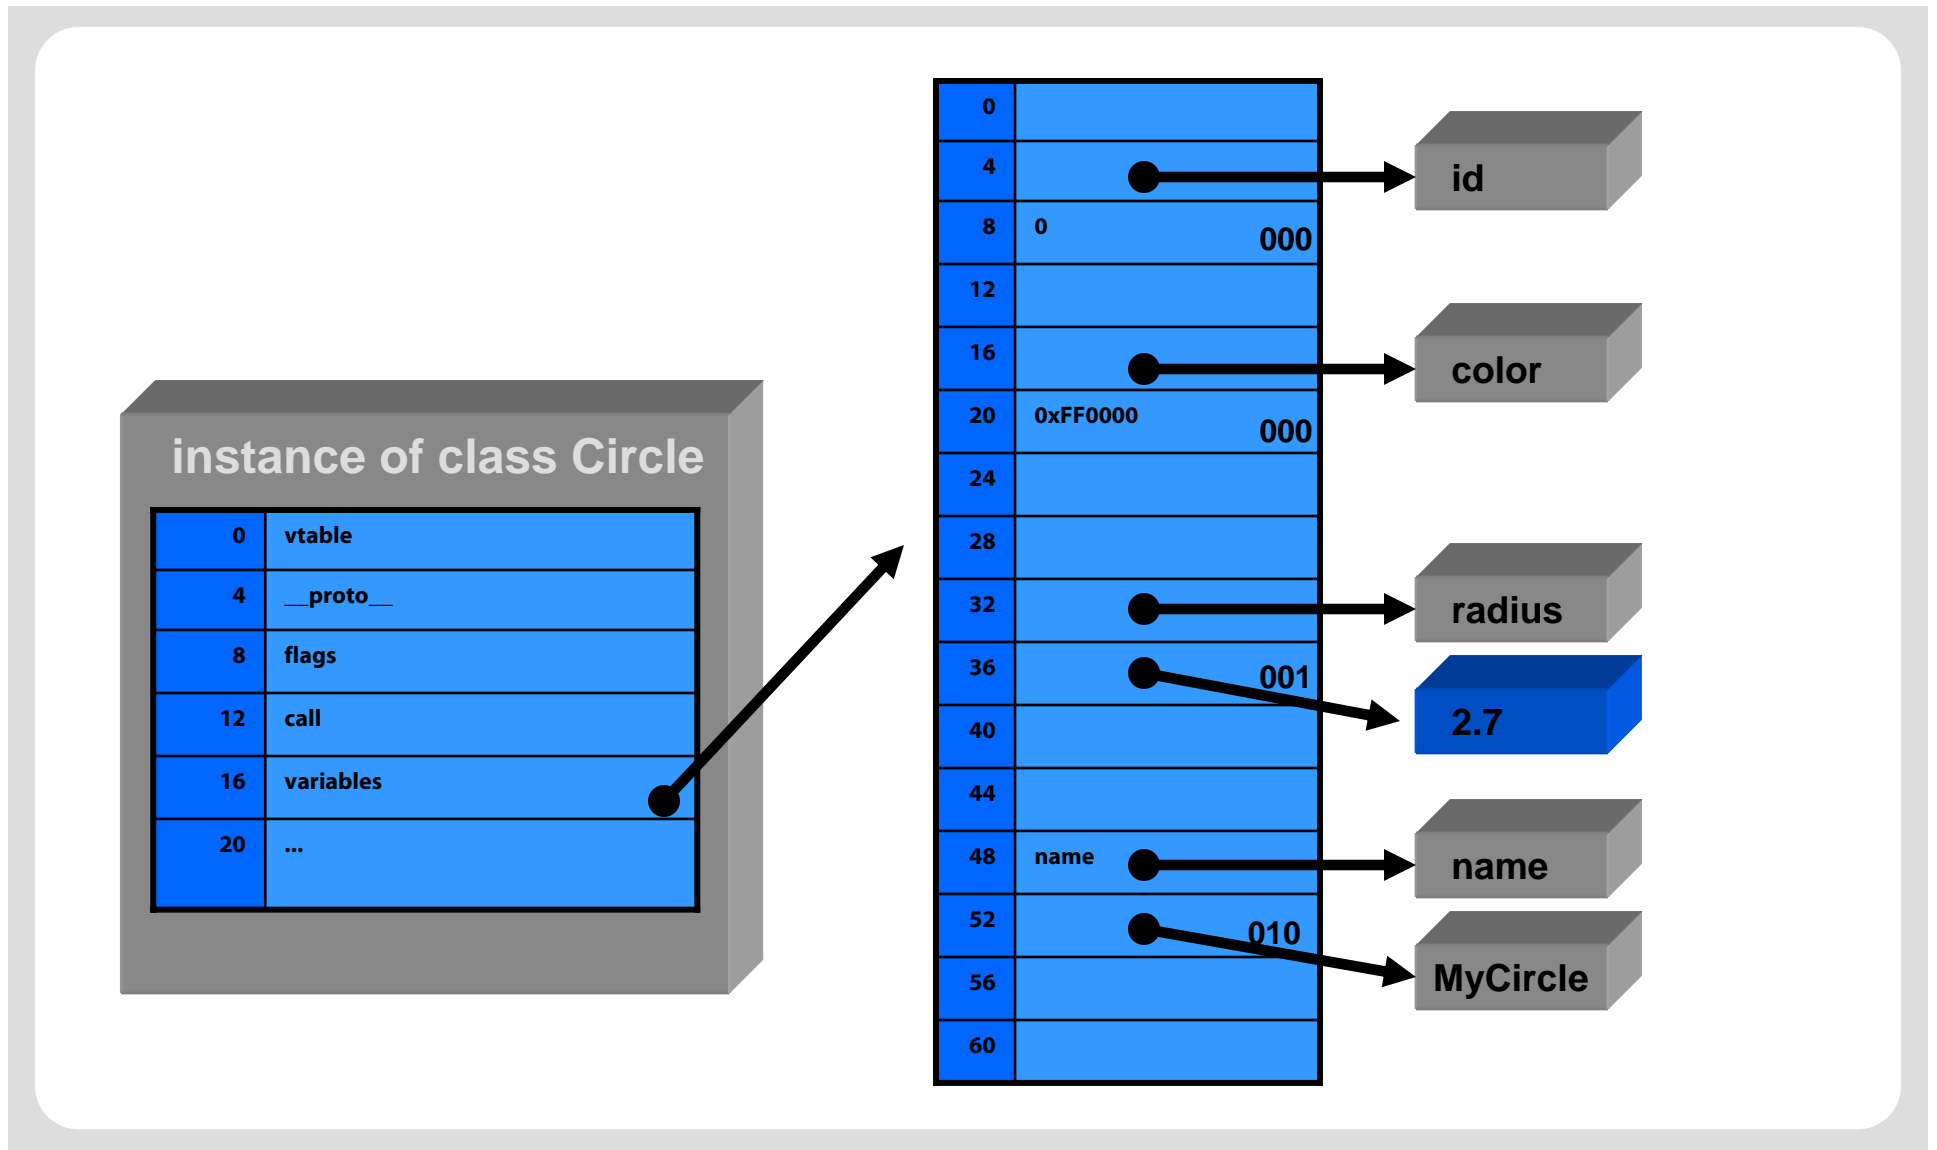 instance of class Circle
0 vtable
4 __proto__
8 flags
12 call
16 variables
20 ...
0
4
8 0 000
12
16
20 0xFF0000 000
24
28
32
36 001
40
44
48 name
52 010
56
60
id
color
radius
2.7
name
MyCircle